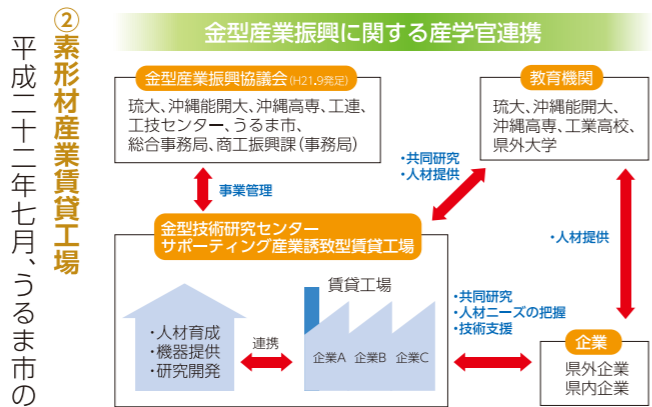 ②素形材産業賃貸工場
平成二十二年七月、うるま市の
金型産業振興に関する産学官連携
金型産業振興協議会(H21.9発足)
琉大、沖縄能開大、沖縄高専、工連、
工技センター、うるま市、
総合事務局、商工振興課(事務局)
教育機関
琉大、沖縄能開大、
沖縄高専、工業高校、
県外大学
・共同研究
・人材提供
事業管理
金型技術研究センター
サポーティング産業誘致型賃貸工場
・人材提供
賃貸工場
・人材育成
・機器提供
・研究開発
連携
企業A 企業B 企業C
・共同研究
・人材ニーズの把握
・技術支援
企業
県外企業
県内企業